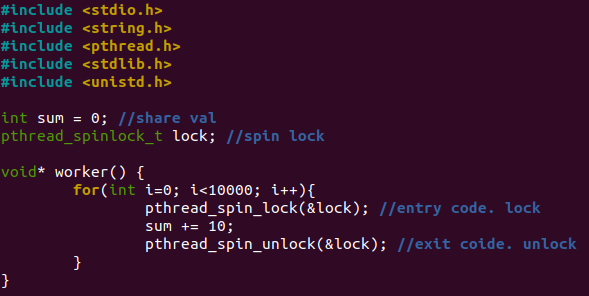 #include <stdio.h>
#include <string.h>
#include <pthread.h>
#include <stdlib.h>
#include <unistd.h>

int sum = 0; //share val
pthread_spinlock_t lock; //spin lock

void* worker() {
        for(int i=0; i<10000; i++){
                pthread_spin_lock(&lock); //entry code. lock
                sum += 10;
                pthread_spin_unlock(&lock); //exit coide. unlock
        }
}